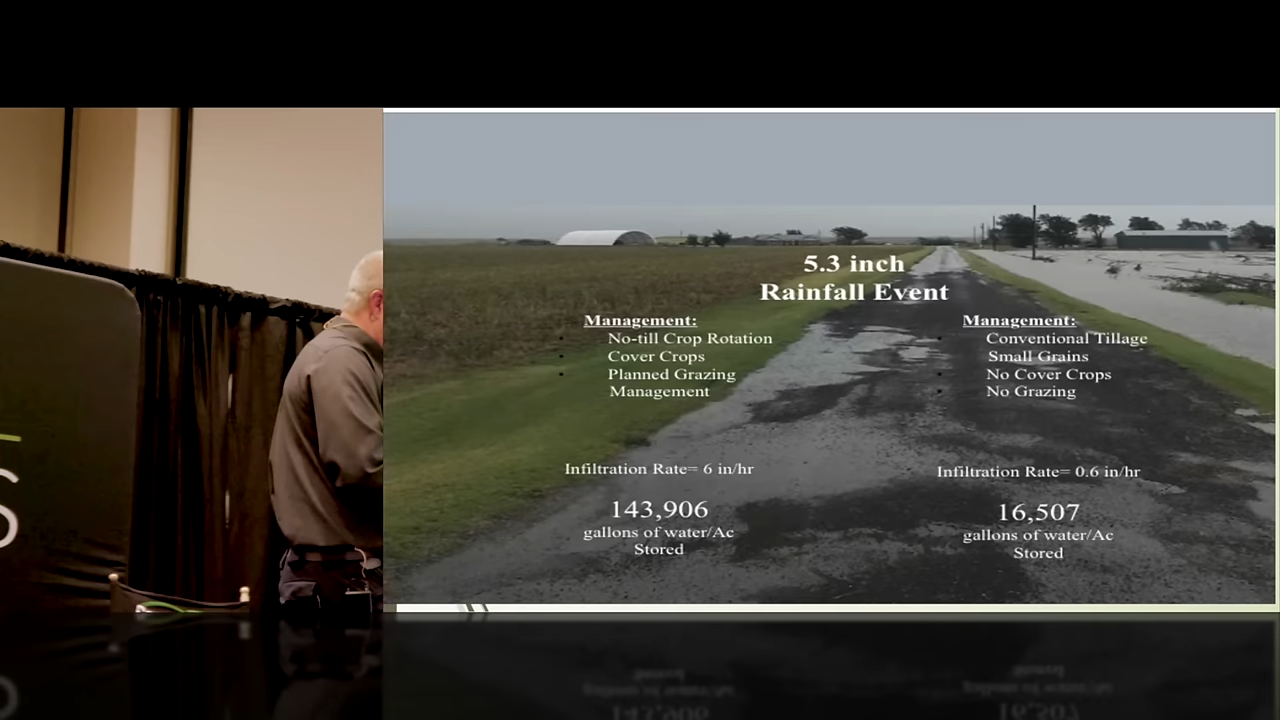 5.3 inch
Rainfall Event
Management:
No-till Crop Rotation
Cover Crops
Planned Grazing
Management
Infiltration Rate= 6 in/hr
143,906
gallons of water/Ac
Stored
Management:
Conventional Tillage
Small Grains
No Cover Crops
No Grazing
Infiltration Rate= 0.6 in/hr
16,507
gallons of water/Ac
Stored
S